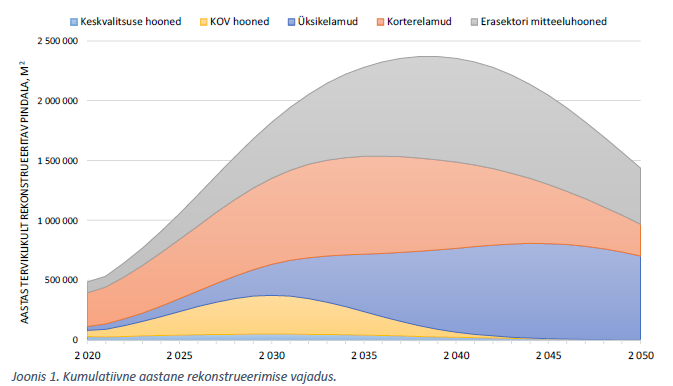 Keskvalitsuse hooned KOV hooned Üksikelamud Korterelamud Erasektori mitteeluhooned
AASTAS TERVIKLIKULT REKONSTRUEERITAV PINDALA, M²
2 500 000
2 000 000
1 500 000
1 000 000
500 000
0
2 020 2 025 2 030 2 035 2 040 2 045 2 050
Joonis 1. Kumulatiivne aastane rekonstrueerimise vajadus.